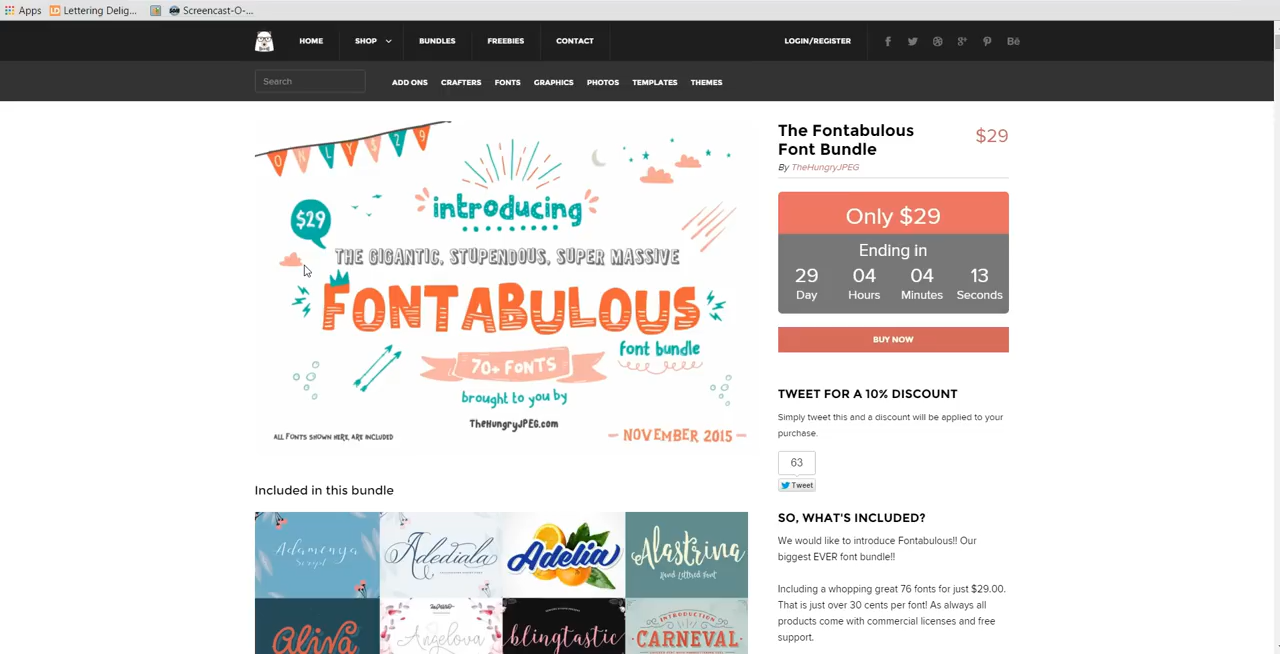 Apps Lettering Delig... Screencast-O-...
HOME SHOP BUNDLES FREEBIES CONTACT LOGIN/REGISTER
Search ADD ONS CRAFTERS FONTS GRAPHICS PHOTOS TEMPLATES THEMES
ONLY $29
$29
introducing
THE GIGANTIC, STUPENDOUS, SUPER MASSIVE
FONTABULOUS
font bundle
70+ FONTS
brought to you by
TheHungryJPEG.com
ALL FONTS SHOWN HERE, ARE INCLUDED
– NOVEMBER 2015 –
The Fontabulous
Font Bundle
$29
By TheHungryJPEG
Only $29
Ending in
29 04 04 13
Day Hours Minutes Seconds
BUY NOW
TWEET FOR A 10% DISCOUNT
Simply tweet this and a discount will be applied to your
purchase.
63
Tweet
SO, WHAT'S INCLUDED?
We would like to introduce Fontabulous!! Our
biggest EVER font bundle!!
Including a whopping great 76 fonts for just $29.00.
That is just over 30 cents per font! As always all
products come with commercial licenses and free
support.
Included in this bundle
Adamenya
Script
Adediala
Adelia
Alastrina
Hand Lettered Font
Aliva
Angelova
blingtastic
INTRODUCTION
CARNEVAL